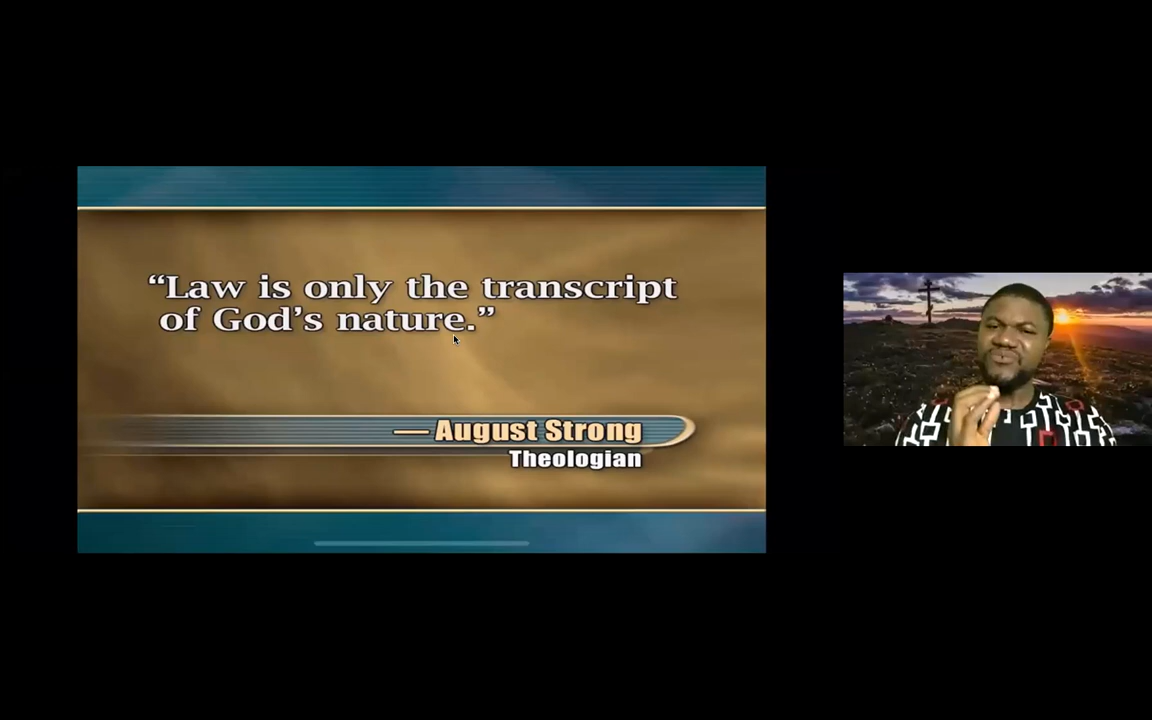 “Law is only the transcript
of God’s nature.”
— August Strong
Theologian